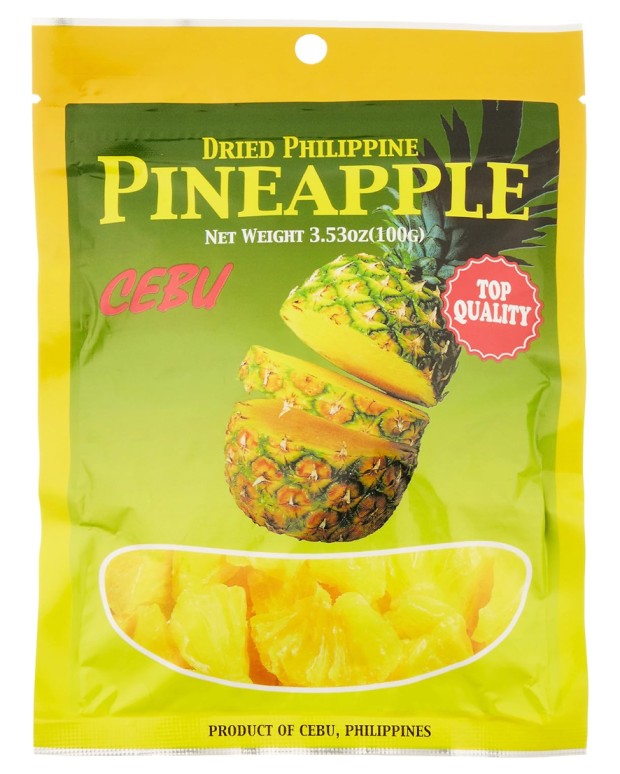 DRIED PHILIPPINE
PINEAPPLE
NET WEIGHT 3.53OZ(100G)
CEBU
TOP
QUALITY
PRODUCT OF CEBU, PHILIPPINES